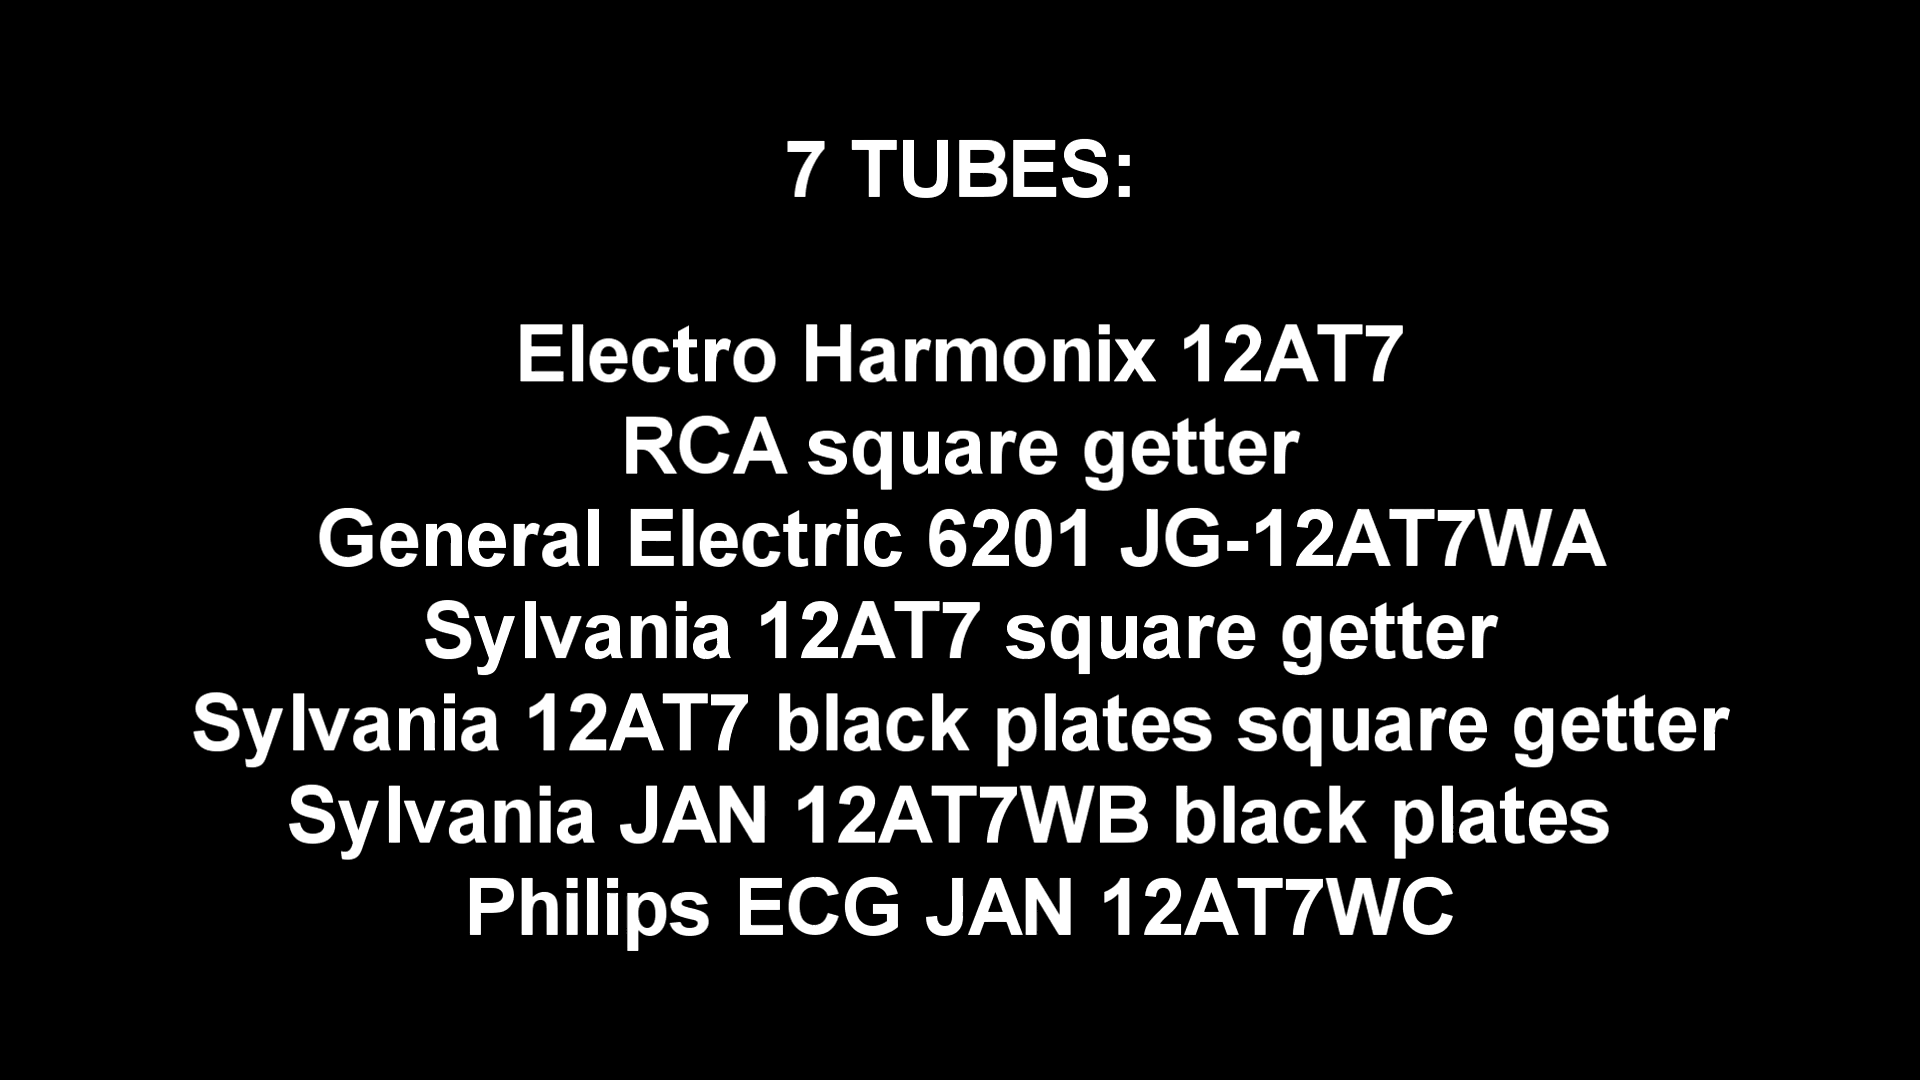 7 TUBES:
Electro Harmonix 12AT7
RCA square getter
General Electric 6201 JG-12AT7WA
Sylvania 12AT7 square getter
Sylvania 12AT7 black plates square getter
Sylvania JAN 12AT7WB black plates
Philips ECG JAN 12AT7WC